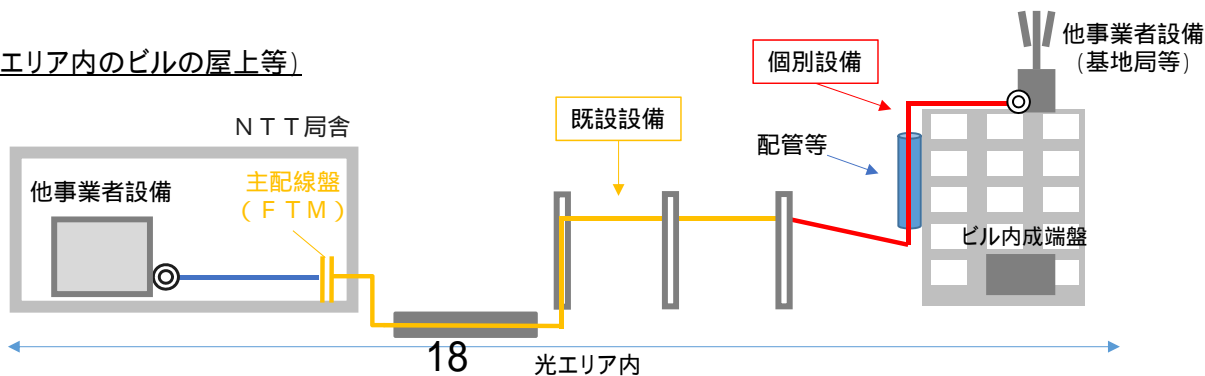 エリア内のビルの屋上等)
他事業者設備
(基地局等)
個別設備
既設設備
NTT局舎
配管等
主配線盤
(FTM)
他事業者設備
ビル内成端盤
18
光エリア内